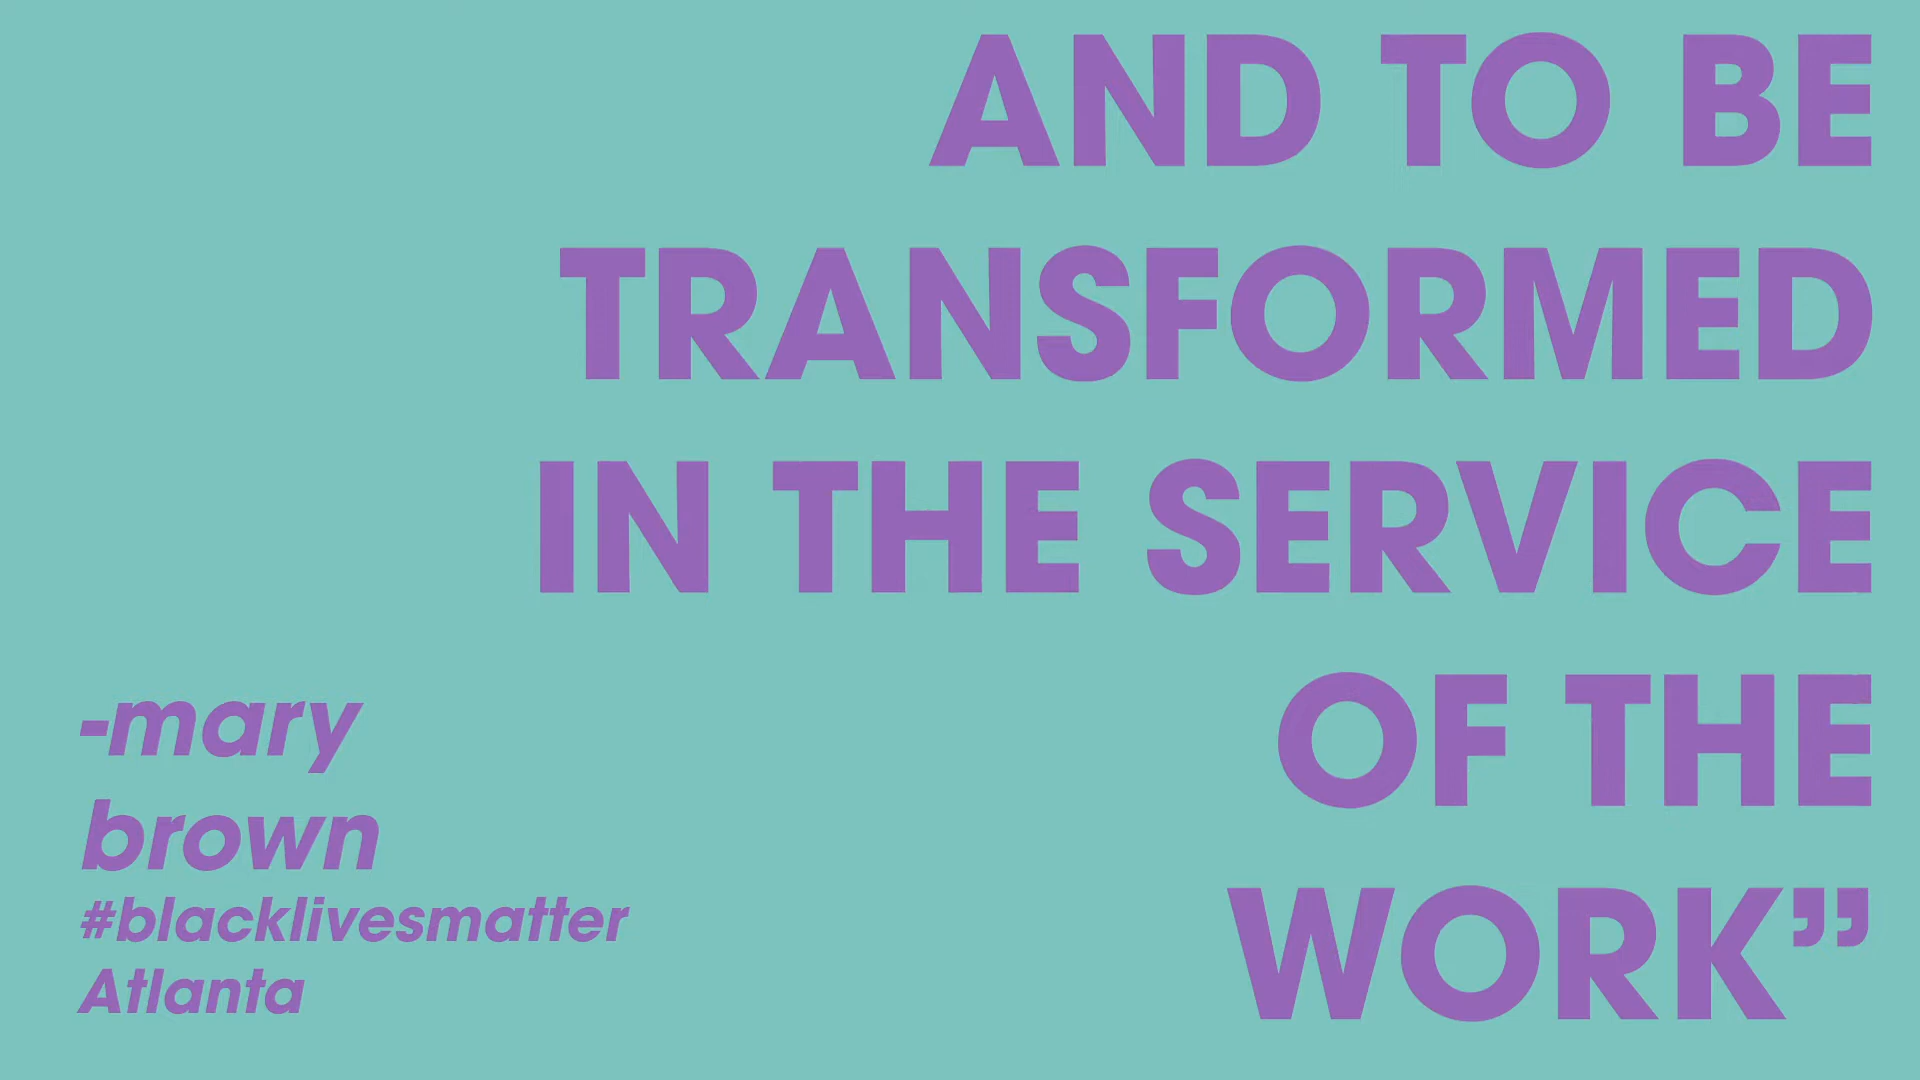 AND TO BE
TRANSFORMED
IN THE SERVICE
OF THE
WORK”
-mary
brown
#blacklivesmatter
Atlanta